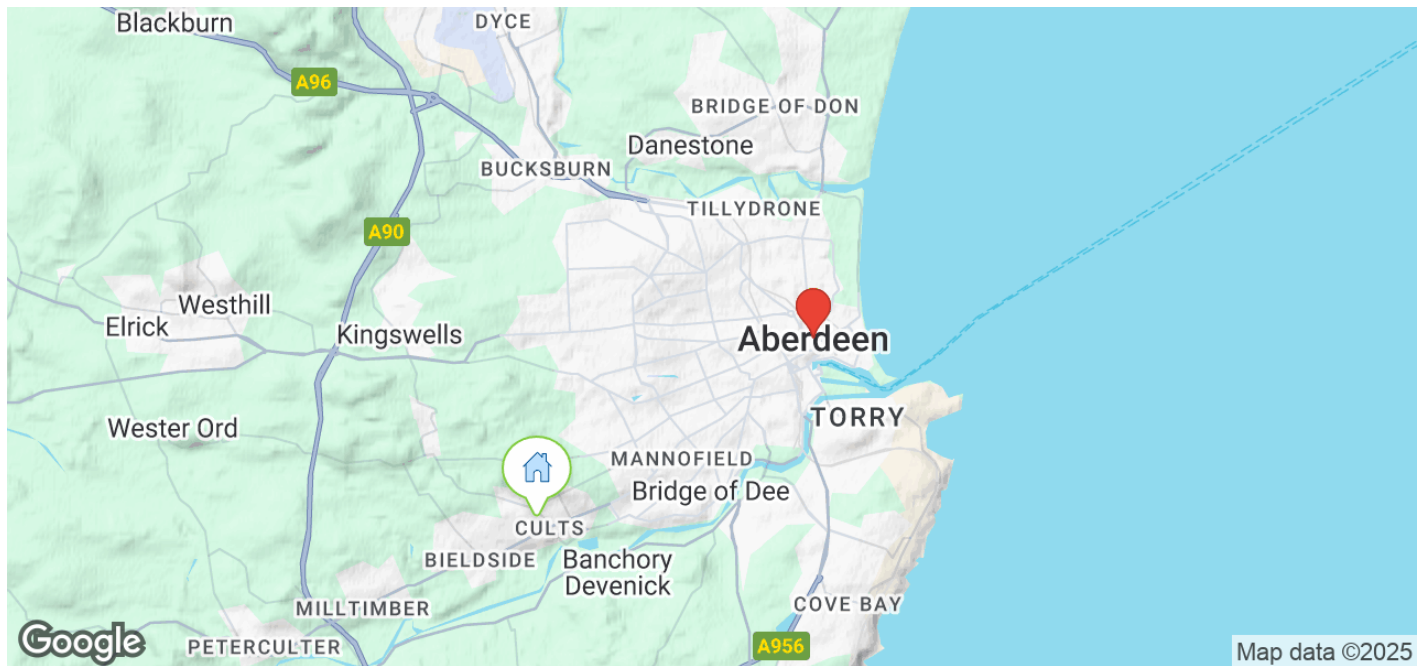 Blackburn
DYCE
A96
BRIDGE OF DON
Danestone
BUCKSBURN
TILLYDRONE
A90
Westhill
Elrick
Kingswells
Aberdeen
TORRY
Wester Ord
MANNOFIELD
Bridge of Dee
CULTS
BIELDSIDE
Banchory
Devenick
MILLTIMBER
COVE BAY
PETERCULTER
A956
Google
Map data ©2025